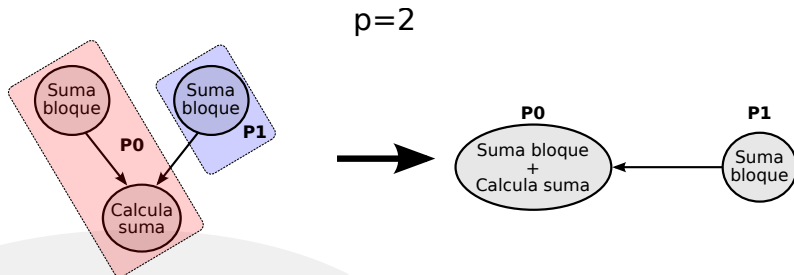 p=2
Suma
bloque
Suma
bloque
P0
P1
Calcula
suma
P0
Suma bloque
+
Calcula suma
P1
Suma
bloque